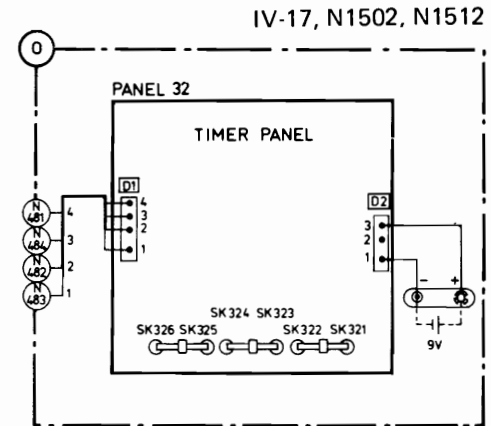 IV-17, N1502, N1512
O
PANEL 32
TIMER PANEL
D1
4
3
2
1
D2
3
2
1
N 481
4
N 484
3
N 482
2
N 483
1
- +
9V
SK324 SK323
SK326 SK325
SK322 SK321